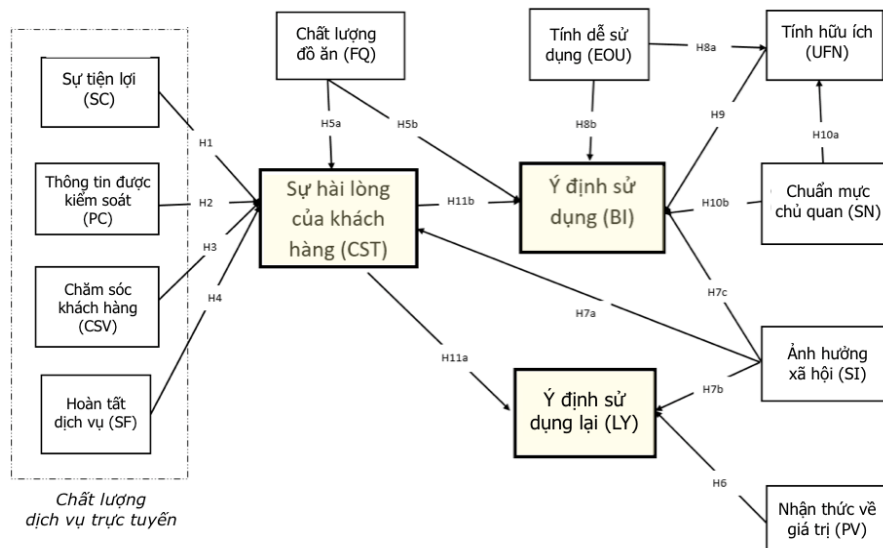 Chất lượng
đồ ăn (FQ)
Tính dễ sử
dụng (EOU)
H8a
Tính hữu ích
(UFN)
Sự tiện lợi
(SC)
H1
H5a
H5b
H8b
H9
H10a
Thông tin được
kiểm soát
(PC)
H2
Sự hài lòng
của khách
hàng (CST)
H11b
Ý định sử
dụng (BI)
H10b
Chuẩn mực
chủ quan (SN)
H3
Chăm sóc
khách hàng
(CSV)
H4
H7a
H7c
H11a
Ảnh hưởng
xã hội (SI)
Hoàn tất
dịch vụ (SF)
Ý định sử
dụng lại (LY)
H7b
H6
Chất lượng
dịch vụ trực tuyến
Nhận thức về
giá trị (PV)